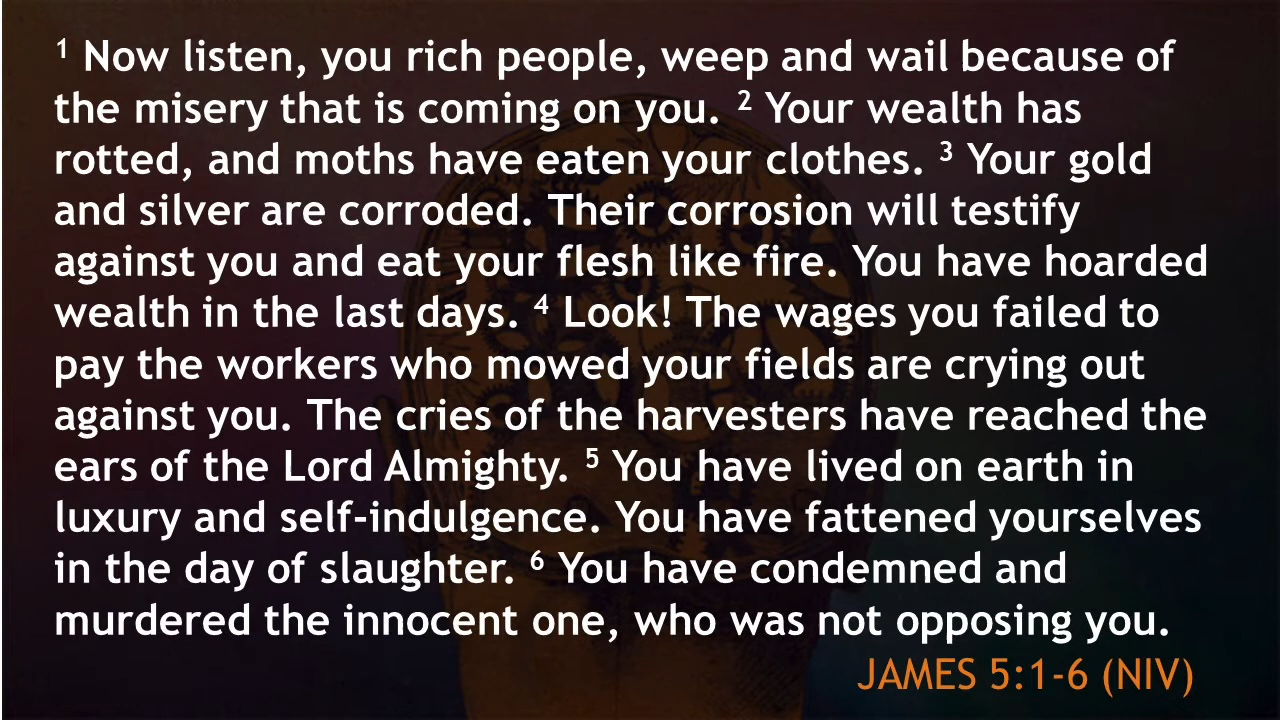 ¹ Now listen, you rich people, weep and wail because of
the misery that is coming on you. ² Your wealth has
rotted, and moths have eaten your clothes. ³ Your gold
and silver are corroded. Their corrosion will testify
against you and eat your flesh like fire. You have hoarded
wealth in the last days. ⁴ Look! The wages you failed to
pay the workers who mowed your fields are crying out
against you. The cries of the harvesters have reached the
ears of the Lord Almighty. ⁵ You have lived on earth in
luxury and self-indulgence. You have fattened yourselves
in the day of slaughter. ⁶ You have condemned and
murdered the innocent one, who was not opposing you.
JAMES 5:1-6 (NIV)